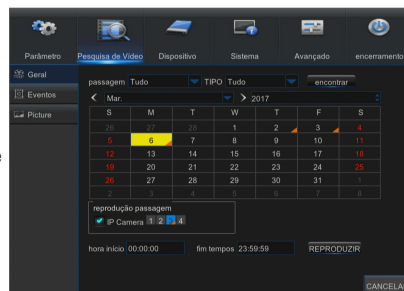 Parâmetro Pesquisa de Vídeo Dispositivo Sistema Avançado encerramento
Geral
Eventos
Picture
passagem Tudo TIPO Tudo encontrar
Mar. 2017
S M T W T F S
26 27 28 1 2 3 4
5 6 7 8 9 10 11
12 13 14 15 16 17 18
19 20 21 22 23 24 25
26 27 28 29 30 31 1
2 3 4 5 6 7 8
reprodução passagem
IP Camera 1 2 3 4
hora início 00:00:00 fim tempos 23:59:59 REPRODUZIR
CANCELA
e